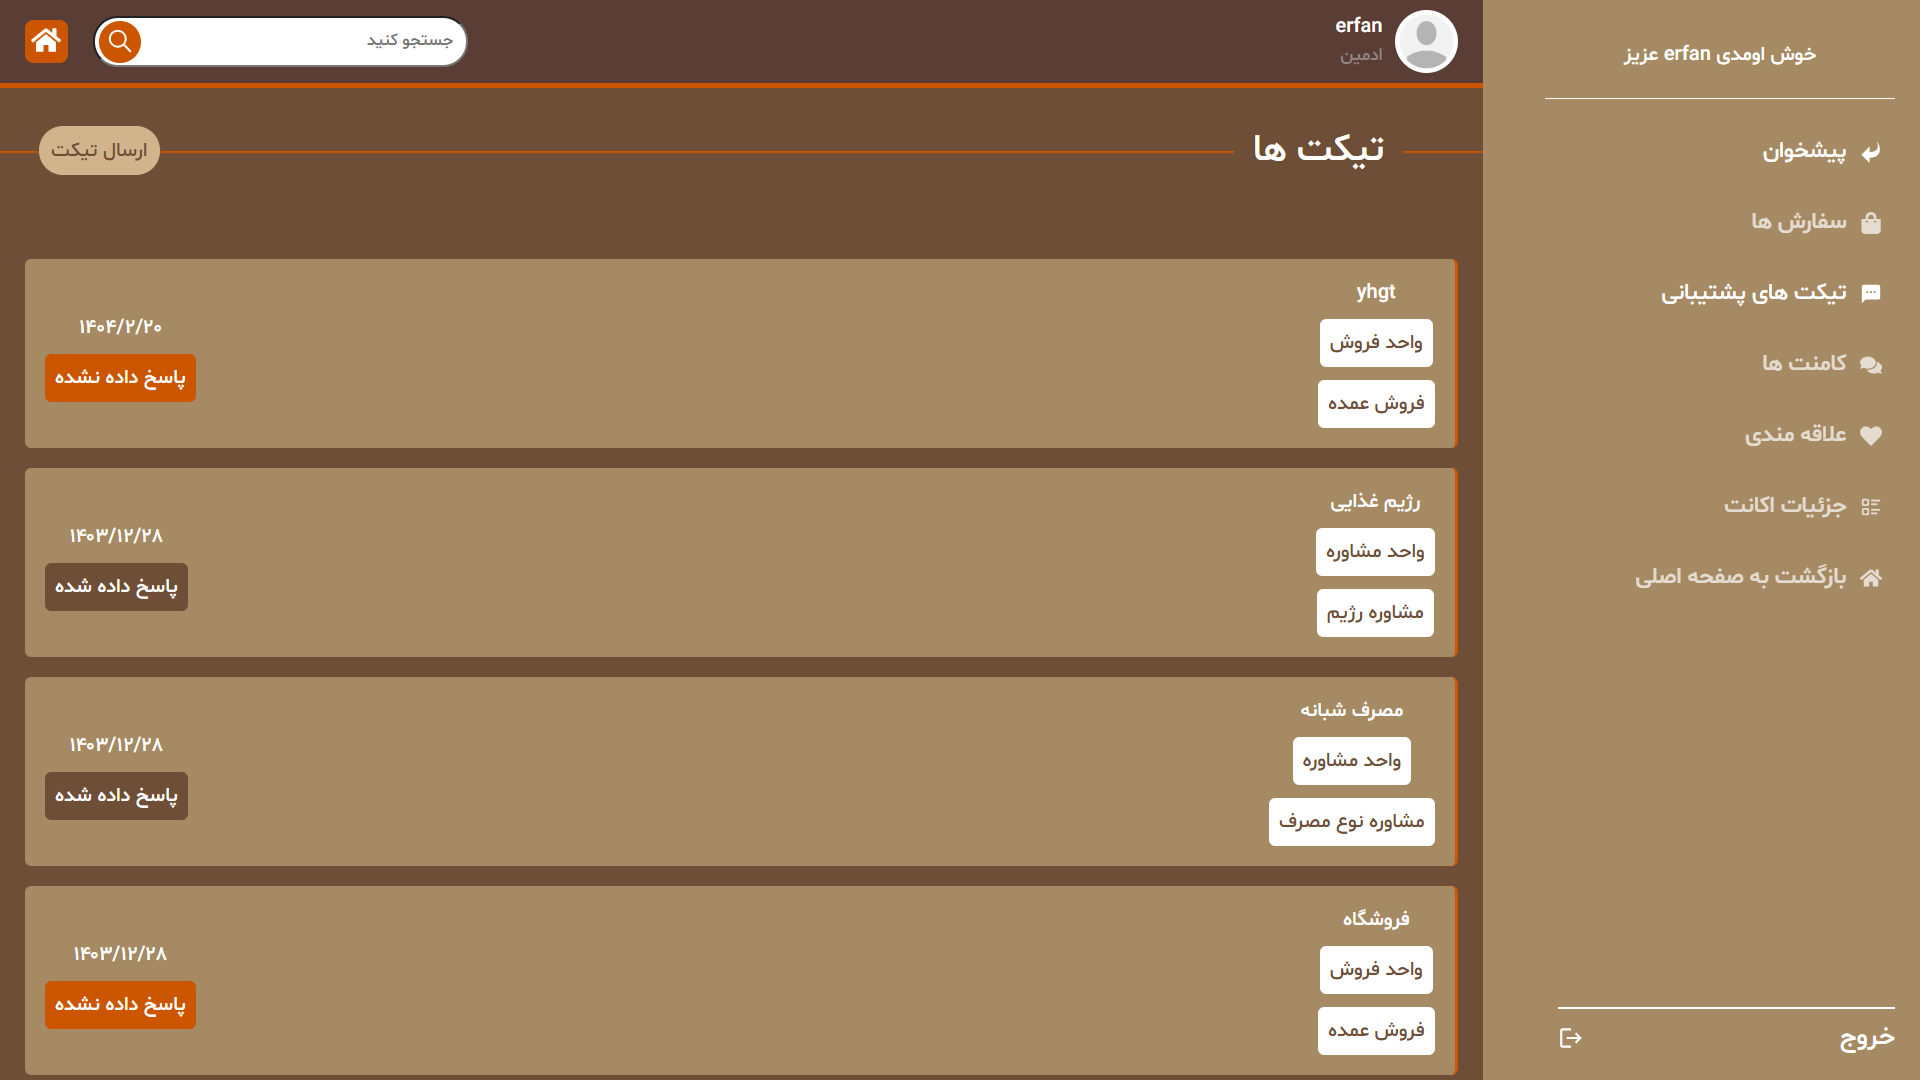 خوش اومدی erfan عزیز
پیشخوان
سفارش ها
تیکت های پشتیبانی
کامنت ها
علاقه مندی
جزئیات اکانت
بازگشت به صفحه اصلی
خروج
erfan
ادمین
جستجو کنید
تیکت ها
ارسال تیکت
yhgt
واحد فروش
فروش عمده
۱۴۰۴/۲/۲۰
پاسخ داده نشده
رژیم غذایی
واحد مشاوره
مشاوره رژیم
۱۴۰۳/۱۲/۲۸
پاسخ داده شده
مصرف شبانه
واحد مشاوره
مشاوره نوع مصرف
۱۴۰۳/۱۲/۲۸
پاسخ داده شده
فروشگاه
واحد فروش
فروش عمده
۱۴۰۳/۱۲/۲۸
پاسخ داده نشده